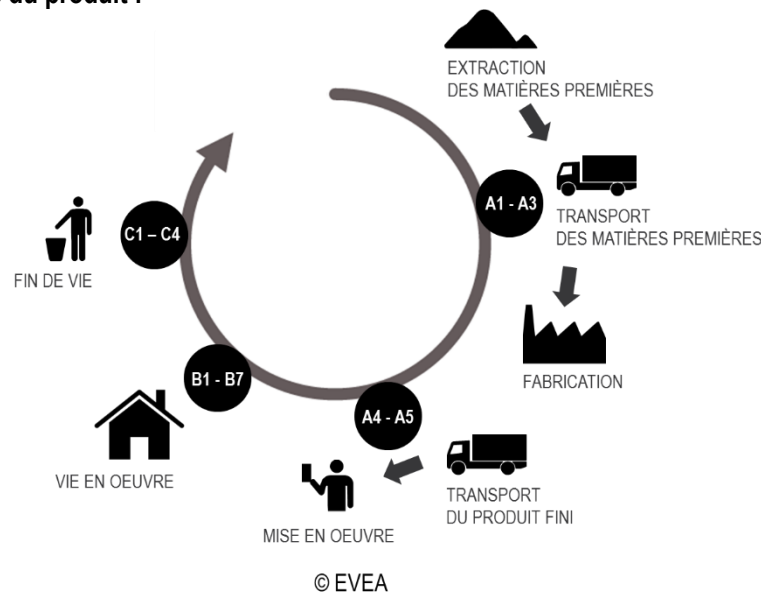 du produit :
EXTRACTION
DES MATIÈRES PREMIÈRES
A1 - A3
TRANSPORT
DES MATIÈRES PREMIÈRES
FABRICATION
A4 - A5
TRANSPORT
DU PRODUIT FINI
MISE EN OEUVRE
B1 - B7
VIE EN OEUVRE
C1 – C4
FIN DE VIE
© EVEA